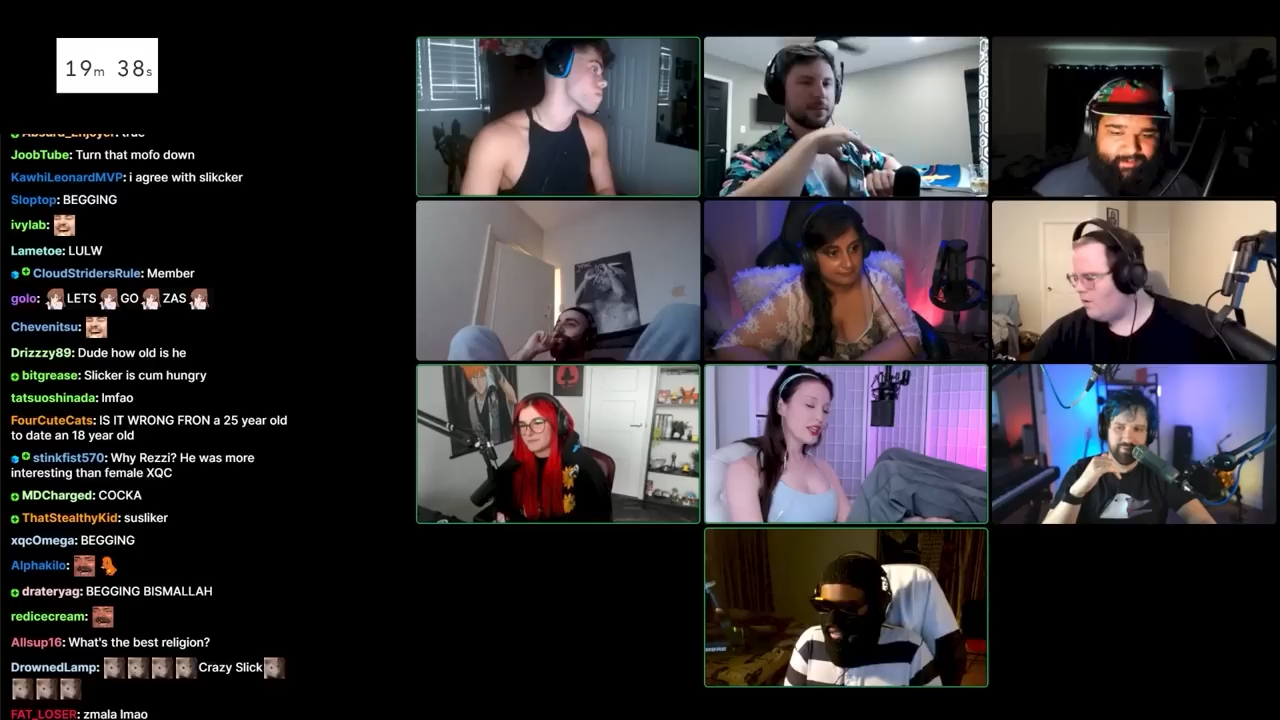 19m 38s
Absurd_Enjoyer: true
JoobTube: Turn that mofo down
KawhiLeonardMVP: i agree with slikcker
Sloptop: BEGGING
ivylab:
Lametoe: LULW
CloudStridersRule: Member
golo: LETS GO ZAS
Chevenitsu:
Drizzzy89: Dude how old is he
bitgrease: Slicker is cum hungry
tatsuoshinada: lmfao
FourCuteCats: IS IT WRONG FRON a 25 year old
to date an 18 year old
stinkfist570: Why Rezzi? He was more
interesting than female XQC
MDCharged: COCKA
ThatStealthyKid: susliker
xqcOmega: BEGGING
Alphakilo:
drateryag: BEGGING BISMALLAH
redicecream:
Allsup16: What's the best religion?
DrownedLamp: Crazy Slick
FAT_LOSER: zmala lmao